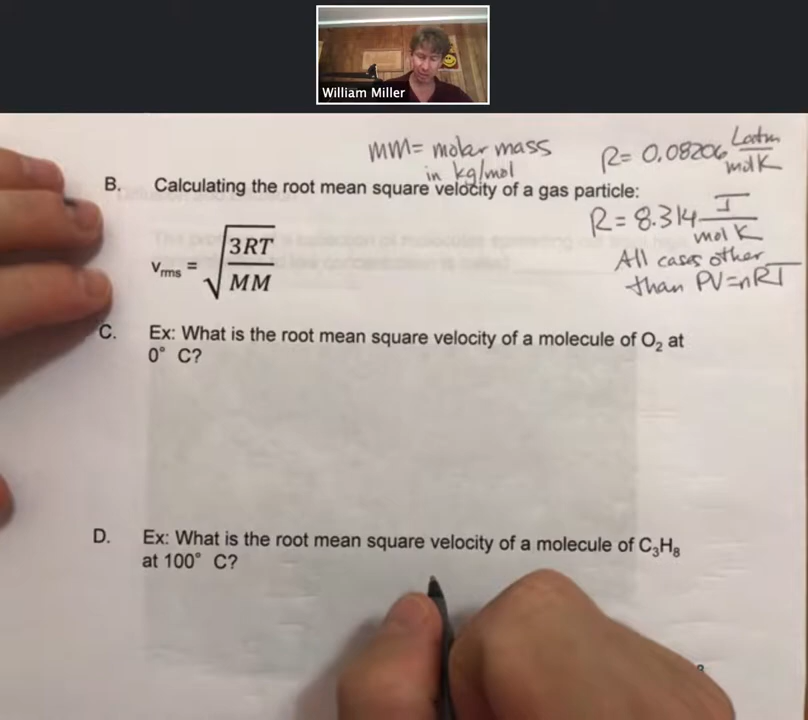 William Miller
MM= molar mass
in kg/mol
R= 0.08206 Latm
molK
B. Calculating the root mean square velocity of a gas particle:
R= 8.314 J
mol K
All cases other
than PV=nRT
vrms = √3RT
MM
C. Ex: What is the root mean square velocity of a molecule of O2 at
0° C?
D. Ex: What is the root mean square velocity of a molecule of C3H8
at 100° C?